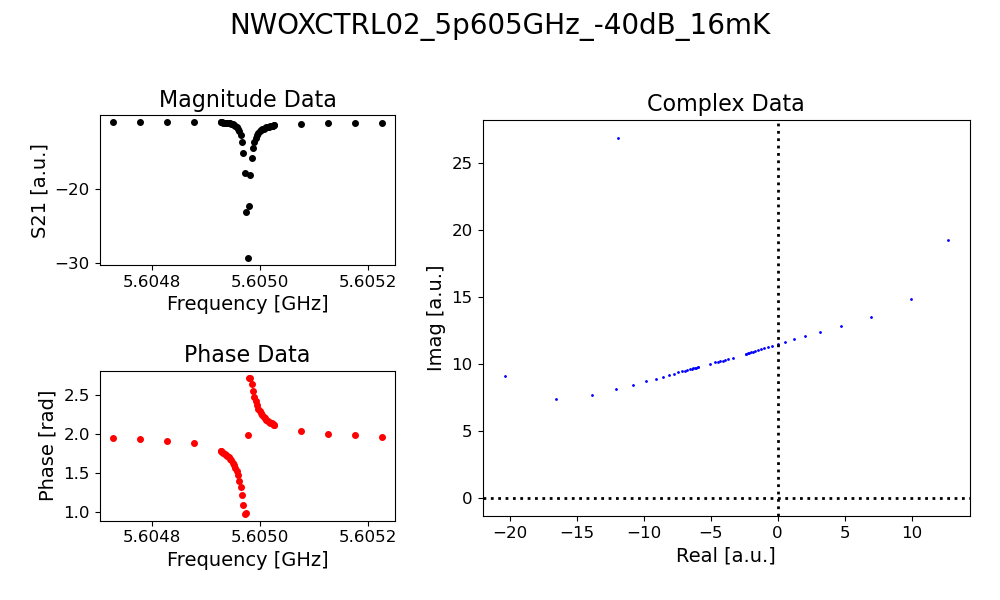 NWOXCTRL02_5p605GHz_-40dB_16mK
Magnitude Data
S21 [a.u.]
−20
−30
5.6048 5.6050 5.6052
Frequency [GHz]
Phase Data
Phase [rad]
2.5
2.0
1.5
1.0
5.6048 5.6050 5.6052
Frequency [GHz]
Complex Data
Imag [a.u.]
25
20
15
10
5
0
−20 −15 −10 −5 0 5 10
Real [a.u.]